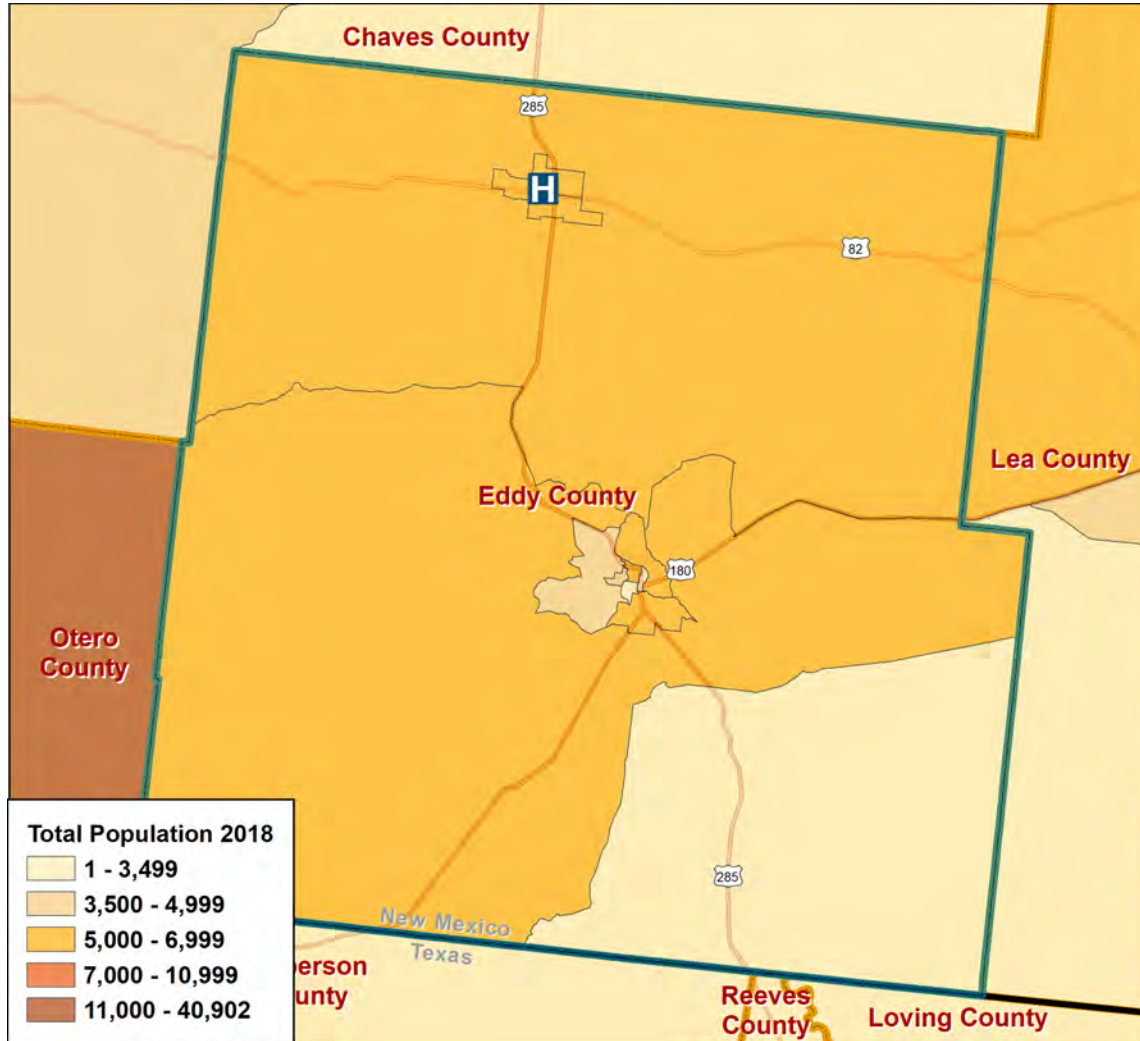 Chaves County
285
H
82
Lea County
Eddy County
180
Otero
County
Total Population 2018
1 - 3,499
3,500 - 4,999
5,000 - 6,999
7,000 - 10,999
11,000 - 40,902
285
New Mexico
Texas
person
unty
Reeves
County
Loving County